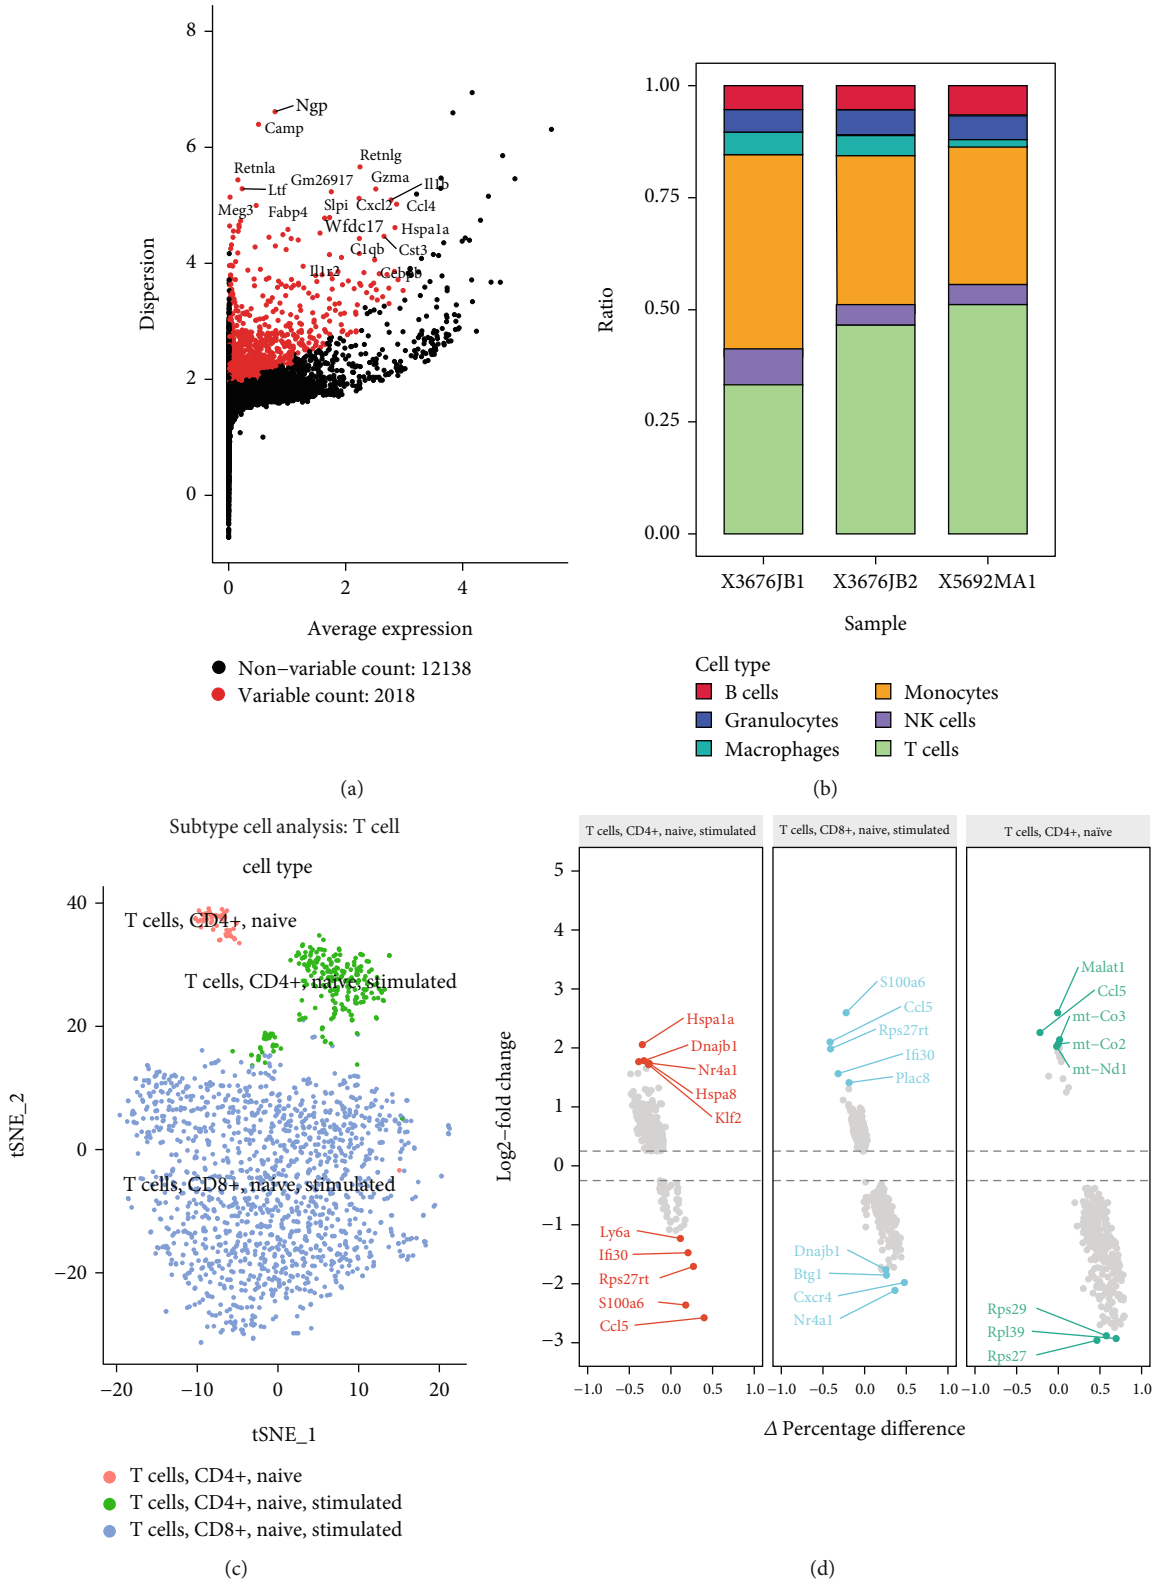 8
6
4
2
0
Dispersion
Ngp
Camp
Retnla
Ltf
Meg3
Fabp4
Gm26917
Retnlg
Gzma
Il1b
Slpi
Cxcl2
Ccl4
Wfdc17
Hspa1a
C1qb
Cst3
Il1r2
Cebpb
0
2
4
Average expression
Non−variable count: 12138
Variable count: 2018
(a)
1.00
0.75
0.50
0.25
0.00
Ratio
X3676JB1
X3676JB2
X5692MA1
Sample
Cell type
B cells
Granulocytes
Macrophages
Monocytes
NK cells
T cells
(b)
Subtype cell analysis: T cell
cell type
40
20
0
−20
tSNE_2
T cells, CD4+, naive
T cells, CD4+, naive, stimulated
T cells, CD8+, naive, stimulated
−20
−10
0
10
20
tSNE_1
T cells, CD4+, naive
T cells, CD4+, naive, stimulated
T cells, CD8+, naive, stimulated
(c)
T cells, CD4+, naive, stimulated
T cells, CD8+, naive, stimulated
T cells, CD4+, naïve
5
4
3
2
1
0
−1
−2
−3
Log2−fold change
Hspa1a
Dnajb1
Nr4a1
Hspa8
Klf2
Ly6a
Ifi30
Rps27rt
S100a6
Ccl5
S100a6
Ccl5
Rps27rt
Ifi30
Plac8
Dnajb1
Btg1
Cxcr4
Nr4a1
Malat1
Ccl5
mt−Co3
mt−Co2
mt−Nd1
Rps29
Rpl39
Rps27
−1.0 −0.5 0.0 0.5 1.0
−1.0 −0.5 0.0 0.5 1.0
−1.0 −0.5 0.0 0.5 1.0
Δ Percentage difference
(d)